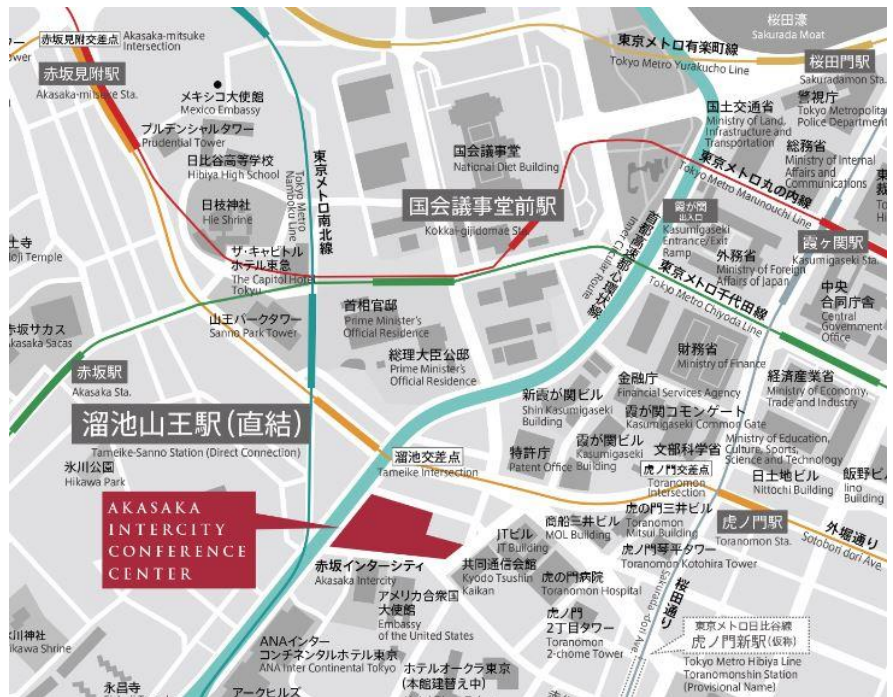 桜田濠
Sakurada Moat
赤坂見附交差点
Akasaka-mitsuke
Intersection
赤坂見附駅
Akasaka-mitsuke Sta.
東京メトロ有楽町線
Tokyo Metro Yurakucho Line
桜田門駅
Sakuradamon Sta.
メキシコ大使館
Mexico Embassy
プルデンシャルタワー
Prudential Tower
日比谷高等学校
Hibiya High School
東京メトロ南北線
Tokyo Metro
Namboku Line
国会議事堂
National Diet Building
国土交通省
Ministry of Land,
Infrastructure and
Transportation
警視庁
Tokyo Metropolitan
Police Department
総務省
Ministry of Internal
Affairs and
Communications
東京メトロ丸の内線
Tokyo Metro Marunouchi Line
日枝神社
Hie Shrine
国会議事堂前駅
Kokkai-gijidomae Sta.
霞が関
出入口
Kasumigaseki
Entrance/Exit
Ramp
首都高速都心環状線
Inner Circular Route
霞ヶ関駅
Kasumigaseki Sta.
外務省
Ministry of Foreign
Affairs of Japan
ザ・キャピトル
ホテル東急
The Capitol Hotel
Tokyu
東京メトロ千代田線
Tokyo Metro Chiyoda Line
中央
合同庁舎
Central
Government
Office
山王パークタワー
Sanno Park Tower
首相官邸
Prime Minister's
Official Residence
赤坂サカス
Akasaka Sacas
総理大臣公邸
Prime Minister's
Official Residence
財務省
Ministry of Finance
赤坂駅
Akasaka Sta.
金融庁
Financial Services Agency
経済産業省
Ministry of Economy,
Trade and Industry
新霞が関ビル
Shin Kasumigaseki
Building
霞が関コモンゲート
Kasumigaseki Common Gate
溜池山王駅(直結)
Tameike-Sanno Station (Direct Connection)
溜池交差点
Tameike Intersection
特許庁
Patent Office
霞が関ビル
Kasumigaseki
Building
文部科学省
Ministry of Education,
Culture, Sports,
Science and Technology
氷川公園
Hikawa Park
虎ノ門交差点
Toranomon
Intersection
日土地ビル
Nittochi Building
飯野ビル
Iino
Building
AKASAKA
INTERCITY
CONFERENCE
CENTER
虎の門三井ビル
Toranomon
Mitsui Building
虎ノ門駅
Toranomon Sta.
外堀通り
Sotobori dori Ave.
商船三井ビル
MOL Building
JTビル
JT Building
虎ノ門琴平タワー
Toranomon Kotohira Tower
赤坂インターシティ
Akasaka Intercity
共同通信会館
Kyodo Tsushin
Kaikan
虎の門病院
Toranomon Hospital
桜田通り
Sakurada-dori Ave.
アメリカ合衆国
大使館
Embassy
of the United States
虎ノ門
2丁目タワー
Toranomon
2-chome Tower
東京メトロ日比谷線
虎ノ門新駅(仮称)
Tokyo Metro Hibiya Line
Toranomonshin Station
(Provisional Name)
ANAインター
コンチネンタルホテル東京
ANA Inter Continental Tokyo
ホテルオークラ東京
(本館建替え中)
Hotel Okura Tokyo
永昌寺
アークヒルズ